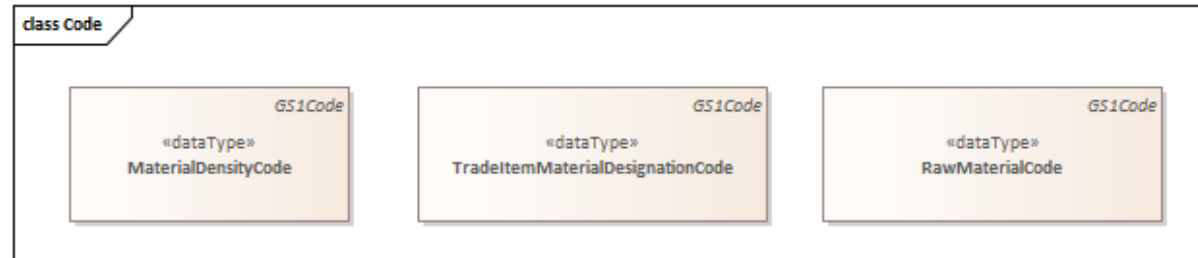 class Code
GS1Code
«dataType»
MaterialDensityCode
GS1Code
«dataType»
TradeItemMaterialDesignationCode
GS1Code
«dataType»
RawMaterialCode